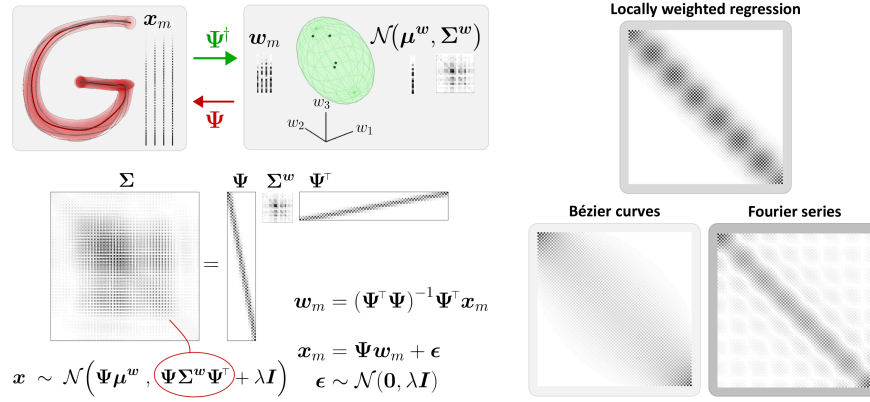 x_m
Ψ†
Ψ
w_m
N(μ^w, Σ^w)
w_3
w_2
w_1
Σ
=
Ψ
Σ^w
Ψ^⊤
w_m = (Ψ^⊤Ψ)^{-1}Ψ^⊤x_m
x_m = Ψw_m + ϵ
x ∼ N(Ψμ^w , ΨΣ^wΨ^⊤ + λI)
ϵ ∼ N(0, λI)
Locally weighted regression
Bézier curves
Fourier series